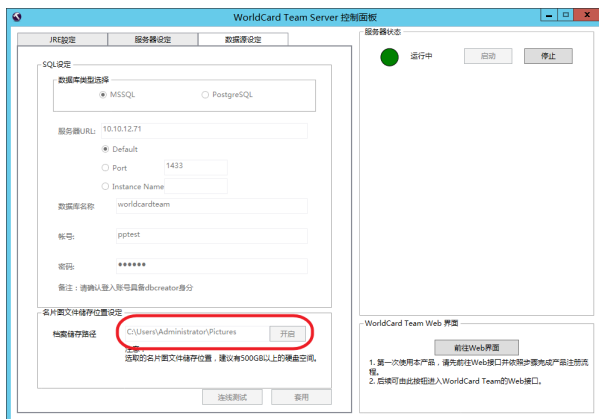 WorldCard Team Server 控制面板
JRE設定
服务器设定
数据源设定
SQL设定
数据库类型选择
MSSQL
PostgreSQL
服务器URL: 10.10.12.71
Default
Port 1433
Instance Name
数据库名称 worldcardteam
帐号: pptest
密码: ●●●●●●
备注：请确认登入账号具备dbcreator身分
名片图文件储存位置设定
档案储存路径 C:\Users\Administrator\Pictures 开启
注意：
选取的名片图文件储存位置，建议有500GB以上的硬盘空间。
连线测试 套用
服务器状态
运行中 启动 停止
WorldCard Team Web 界面
前往Web界面
1. 第一次使用本产品，请先前往Web接口并依照步骤完成产品注册流
程。
2. 后续可由此按钮进入WorldCard Team的Web接口。